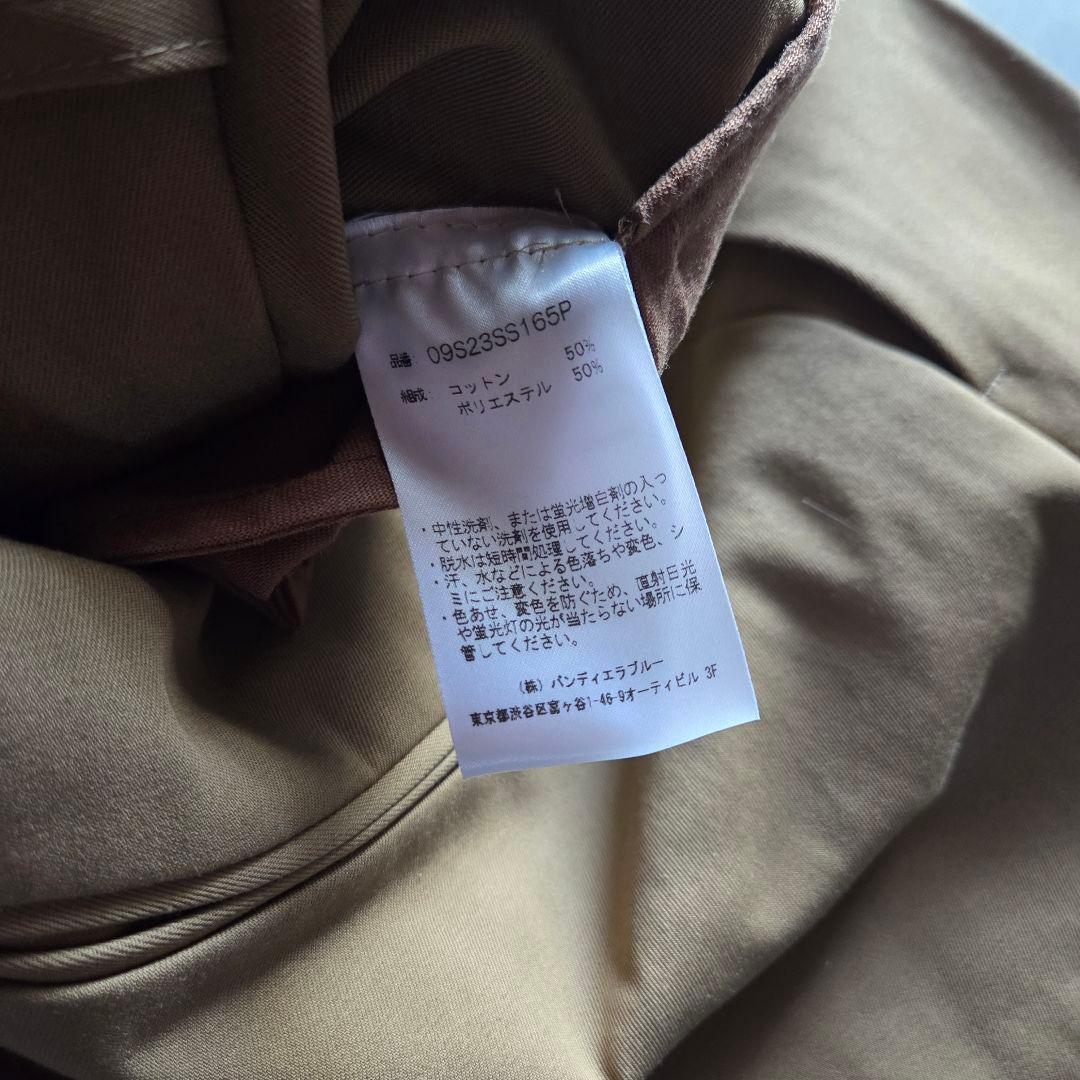 品番 09S23SS165P
組成: コットン 50%
ポリエステル 50%
・中性洗剤、または蛍光増白剤の入っ
ていない洗剤を使用してください。
・脱水は短時間処理してください。
・汗、水などによる色落ちや変色、シ
ミにご注意ください。
・色あせ、変色を防ぐため、直射日光
や蛍光灯の光が当たらない場所に保
管してください。
(株) バンディエラブルー
東京都渋谷区富ヶ谷1-46-9オーティビル 3F